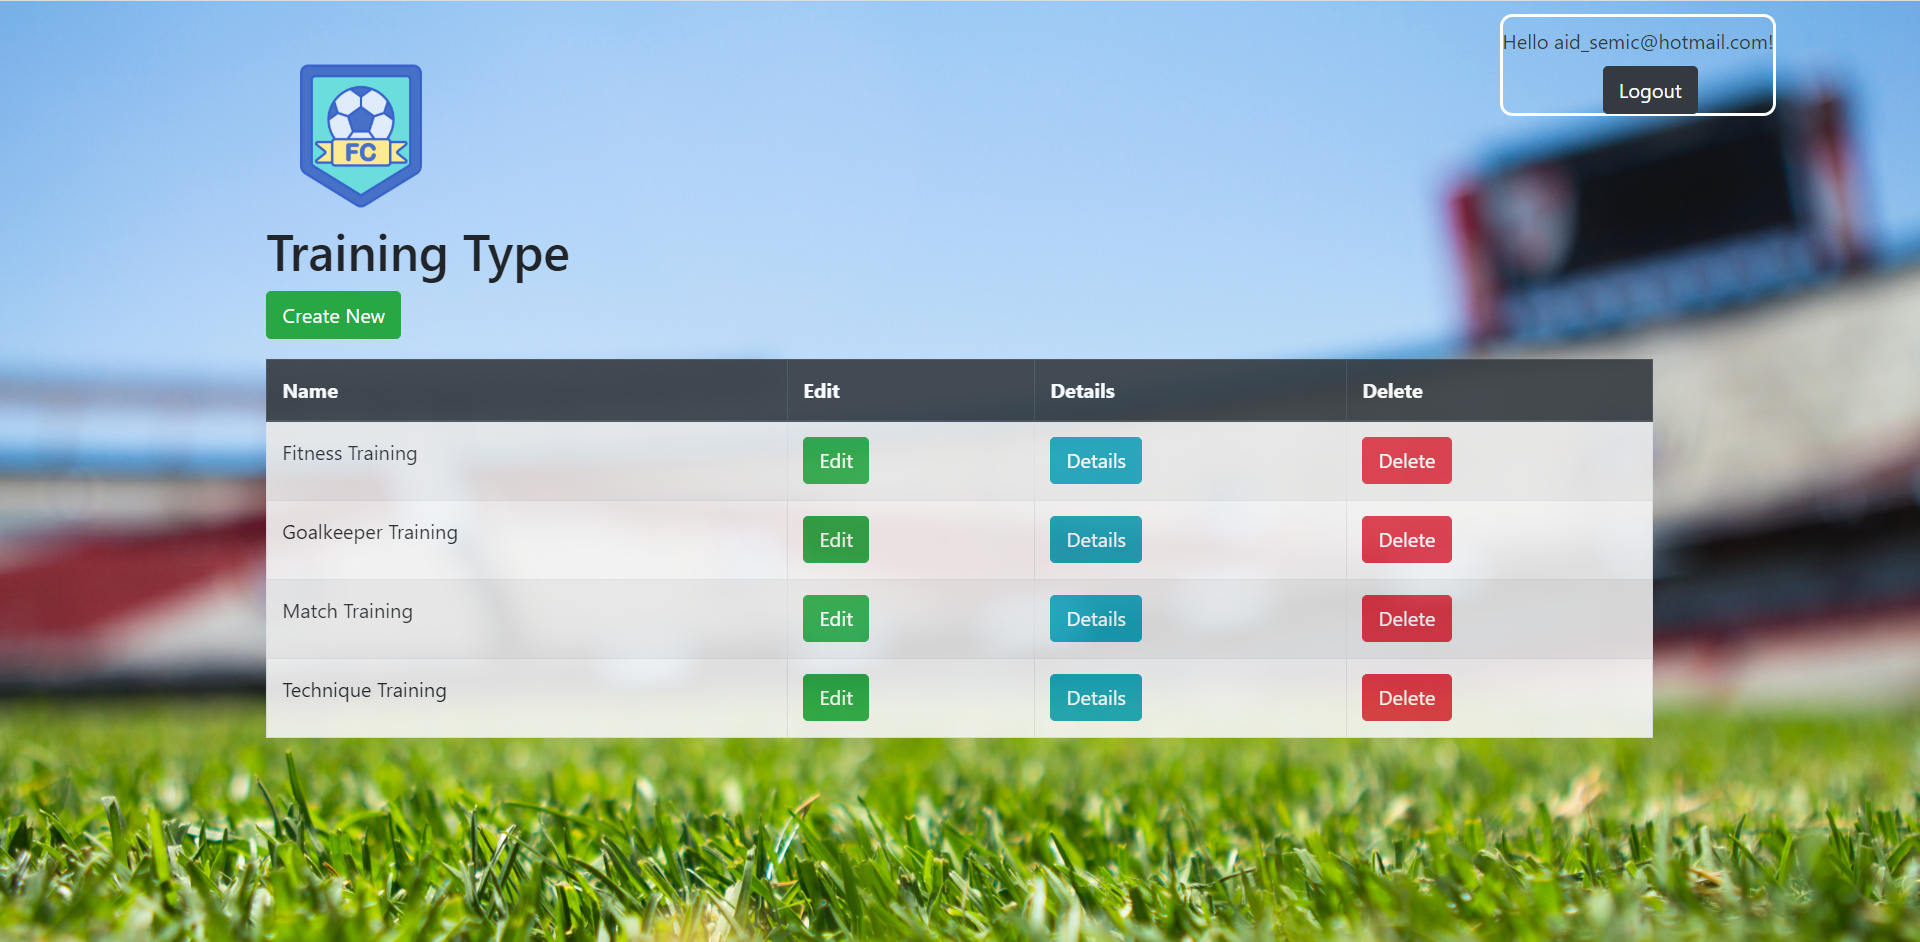 Hello aid_semic@hotmail.com!
Logout
FC
Training Type
Create New
Name Edit Details Delete
Fitness Training Edit Details Delete
Goalkeeper Training Edit Details Delete
Match Training Edit Details Delete
Technique Training Edit Details Delete